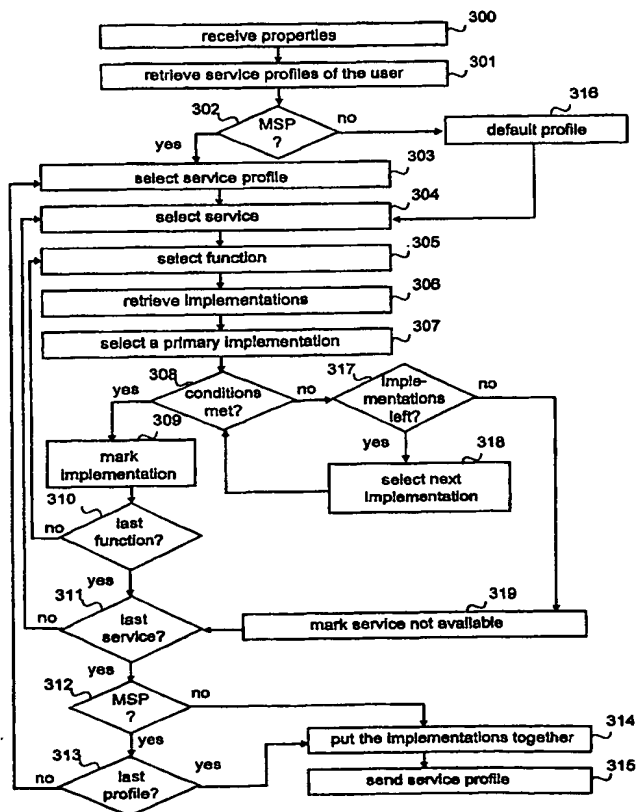 300
receive properties
301
retrieve service profiles of the user
302
MSP
?
no
yes
316
default profile
303
select service profile
304
select service
305
select function
306
retrieve implementations
307
select a primary implementation
308
conditions
met?
yes
no
317
imple-
mentations
left?
no
yes
309
mark
implementation
318
select next
implementation
310
last
function?
no
yes
311
last
service?
no
yes
319
mark service not available
312
MSP
?
no
yes
314
put the implementations together
313
last
profile?
no
yes
315
send service profile